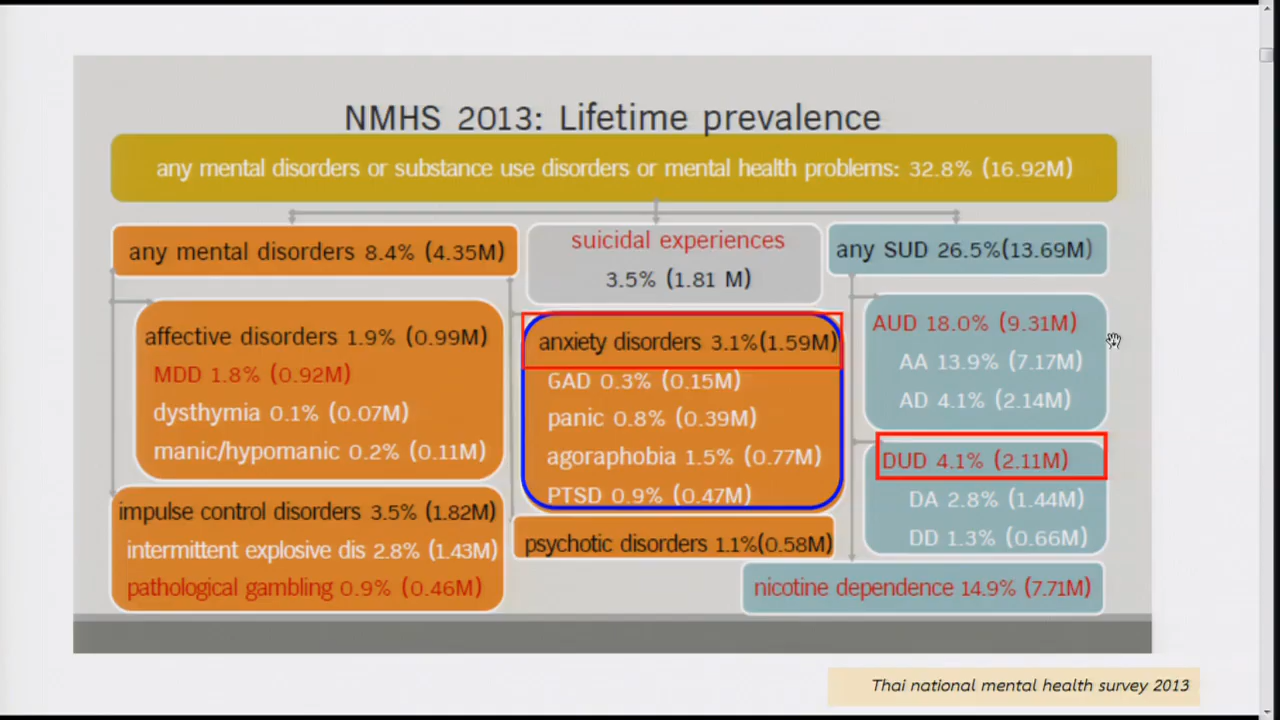 NMHS 2013: Lifetime prevalence
any mental disorders or substance use disorders or mental health problems: 32.8% (16.92M)
any mental disorders 8.4% (4.35M)
affective disorders 1.9% (0.99M)
MDD 1.8% (0.92M)
dysthymia 0.1% (0.07M)
manic/hypomanic 0.2% (0.11M)
impulse control disorders 3.5% (1.82M)
intermittent explosive dis 2.8% (1.43M)
pathological gambling 0.9% (0.46M)
suicidal experiences
3.5% (1.81 M)
anxiety disorders 3.1%(1.59M)
GAD 0.3% (0.15M)
panic 0.8% (0.39M)
agoraphobia 1.5% (0.77M)
PTSD 0.9% (0.47M)
psychotic disorders 1.1%(0.58M)
any SUD 26.5%(13.69M)
AUD 18.0% (9.31M)
AA 13.9% (7.17M)
AD 4.1% (2.14M)
DUD 4.1% (2.11M)
DA 2.8% (1.44M)
DD 1.3% (0.66M)
nicotine dependence 14.9% (7.71M)
Thai national mental health survey 2013